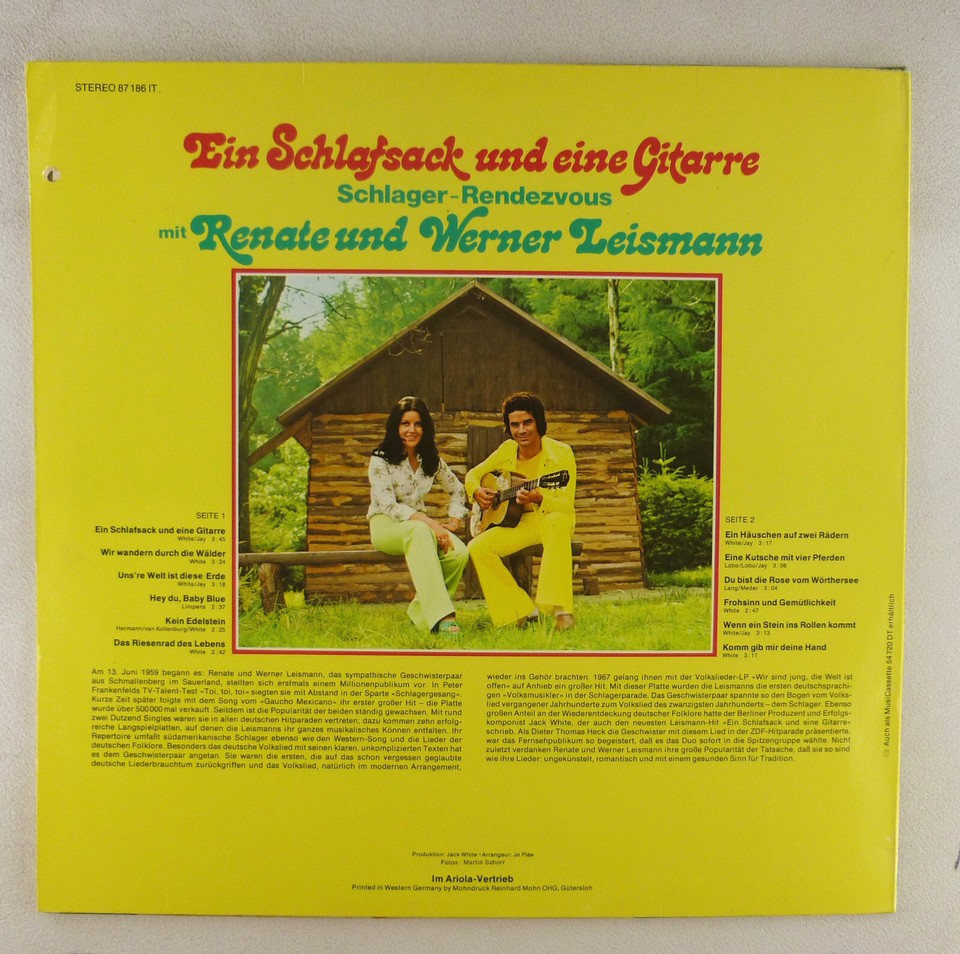 STEREO 87 186 IT
Ein Schlafsack und eine Gitarre
Schlager-Rendezvous
mit Renate und Werner Leismann
SEITE 1
Ein Schlafsack und eine Gitarre
White/Jay 3:45
Wir wandern durch die Wälder
White 3:24
Uns're Welt ist diese Erde
White/Jay 3:18
Hey du, Baby Blue
Limpens 2:37
Kein Edelstein
Hermann/van Kollenburg/White 2:25
Das Riesenrad des Lebens
White 2:42
SEITE 2
Ein Häuschen auf zwei Rädern
White/Jay 3:17
Eine Kutsche mit vier Pferden
Lobo/Lobo/Jay 3:06
Du bist die Rose vom Wörthersee
Lang/Meder 3:04
Frohsinn und Gemütlichkeit
White 2:47
Wenn ein Stein ins Rollen kommt
White/Jay 3:13
Komm gib mir deine Hand
White 3:11
Am 13. Juni 1959 begann es: Renate und Werner Leismann, das sympathische Geschwisterpaar
aus Schmallenberg im Sauerland, stellten sich erstmals einem Millionenpublikum vor. In Peter
Frankenfelds TV-Talent-Test »Toi, toi, toi« siegten sie mit Abstand in der Sparte »Schlagergesang«.
Kurze Zeit später folgte mit dem Song vom »Gaucho Mexicano« ihr erster großer Hit – die Platte
wurde über 500 000 mal verkauft. Seitdem ist die Popularität der beiden ständig gewachsen. Mit rund
zwei Dutzend Singles waren sie in allen deutschen Hitparaden vertreten; dazu kommen zehn erfolg-
reiche Langspielplatten, auf denen die Leismanns ihr ganzes musikalisches Können entfalten. Ihr
Repertoire umfaßt südamerikanische Schlager ebenso wie den Western-Song und die Lieder der
deutschen Folklore. Besonders das deutsche Volkslied mit seinen klaren, unkomplizierten Texten hat
es dem Geschwisterpaar angetan. Sie waren die ersten, die auf das schon vergessen geglaubte
deutsche Liederbrauchtum zurückgriffen und das Volkslied, natürlich im modernen Arrangement,
wieder ins Gehör brachten. 1967 gelang ihnen mit der Volkslieder-LP »Wir sind jung, die Welt ist
offen« auf Anhieb ein großer Hit. Mit dieser Platte wurden die Leismanns die ersten deutschsprachi-
gen »Volksmusikler« in der Schlagerparade. Das Geschwisterpaar spannte so den Bogen vom Volks-
lied vergangener Jahrhunderte zum Volkslied des zwanzigsten Jahrhunderts – dem Schlager. Ebenso
großen Anteil an der Wiederentdeckung deutscher Folklore hatte der Berliner Produzent und Erfolgs-
komponist Jack White, der auch den neuesten Leismann-Hit »Ein Schlafsack und eine Gitarre«
schrieb. Als Dieter Thomas Heck die Geschwister mit diesem Lied in der ZDF-Hitparade präsentierte,
war das Fernsehpublikum so begeistert, daß es das Duo sofort in die Spitzengruppe wählte. Nicht
zuletzt verdanken Renate und Werner Leismann ihre große Popularität der Tatsache, daß sie so sind
wie ihre Lieder: ungekünstelt, romantisch und mit einem gesunden Sinn für Tradition.
Auch als MusiCassette 54 720 DT erhältlich
Produktion: Jack White • Arrangeur: Jo Plée
Fotos: Martin Schorr
Im Ariola-Vertrieb
Printed in Western Germany by Mohndruck Reinhard Mohn OHG, Gütersloh